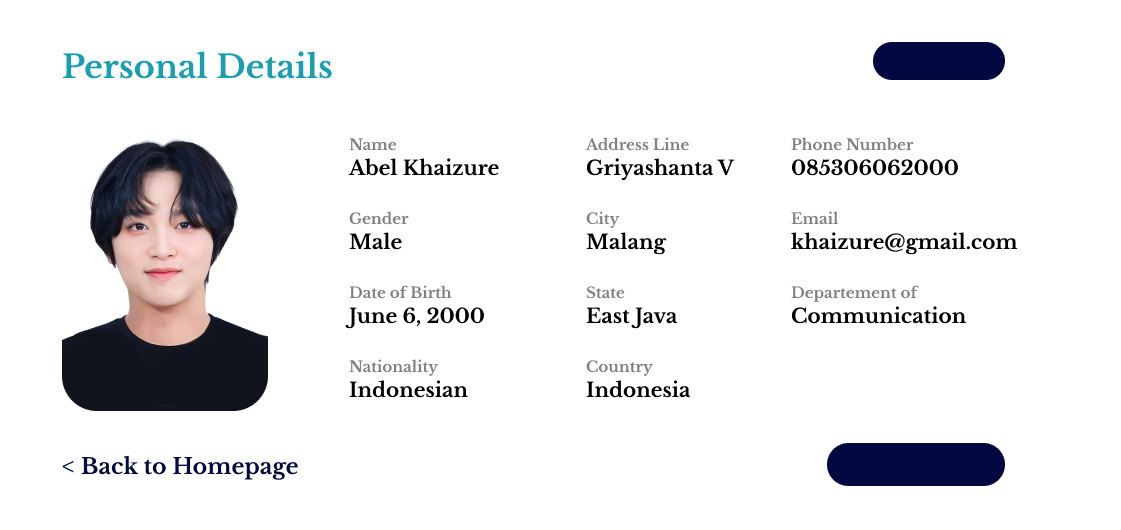 Personal Details
Name
Abel Khaizure
Address Line
Griyashanta V
Phone Number
085306062000
Gender
Male
City
Malang
Email
khaizure@gmail.com
Date of Birth
June 6, 2000
State
East Java
Departement of
Communication
Nationality
Indonesian
Country
Indonesia
< Back to Homepage